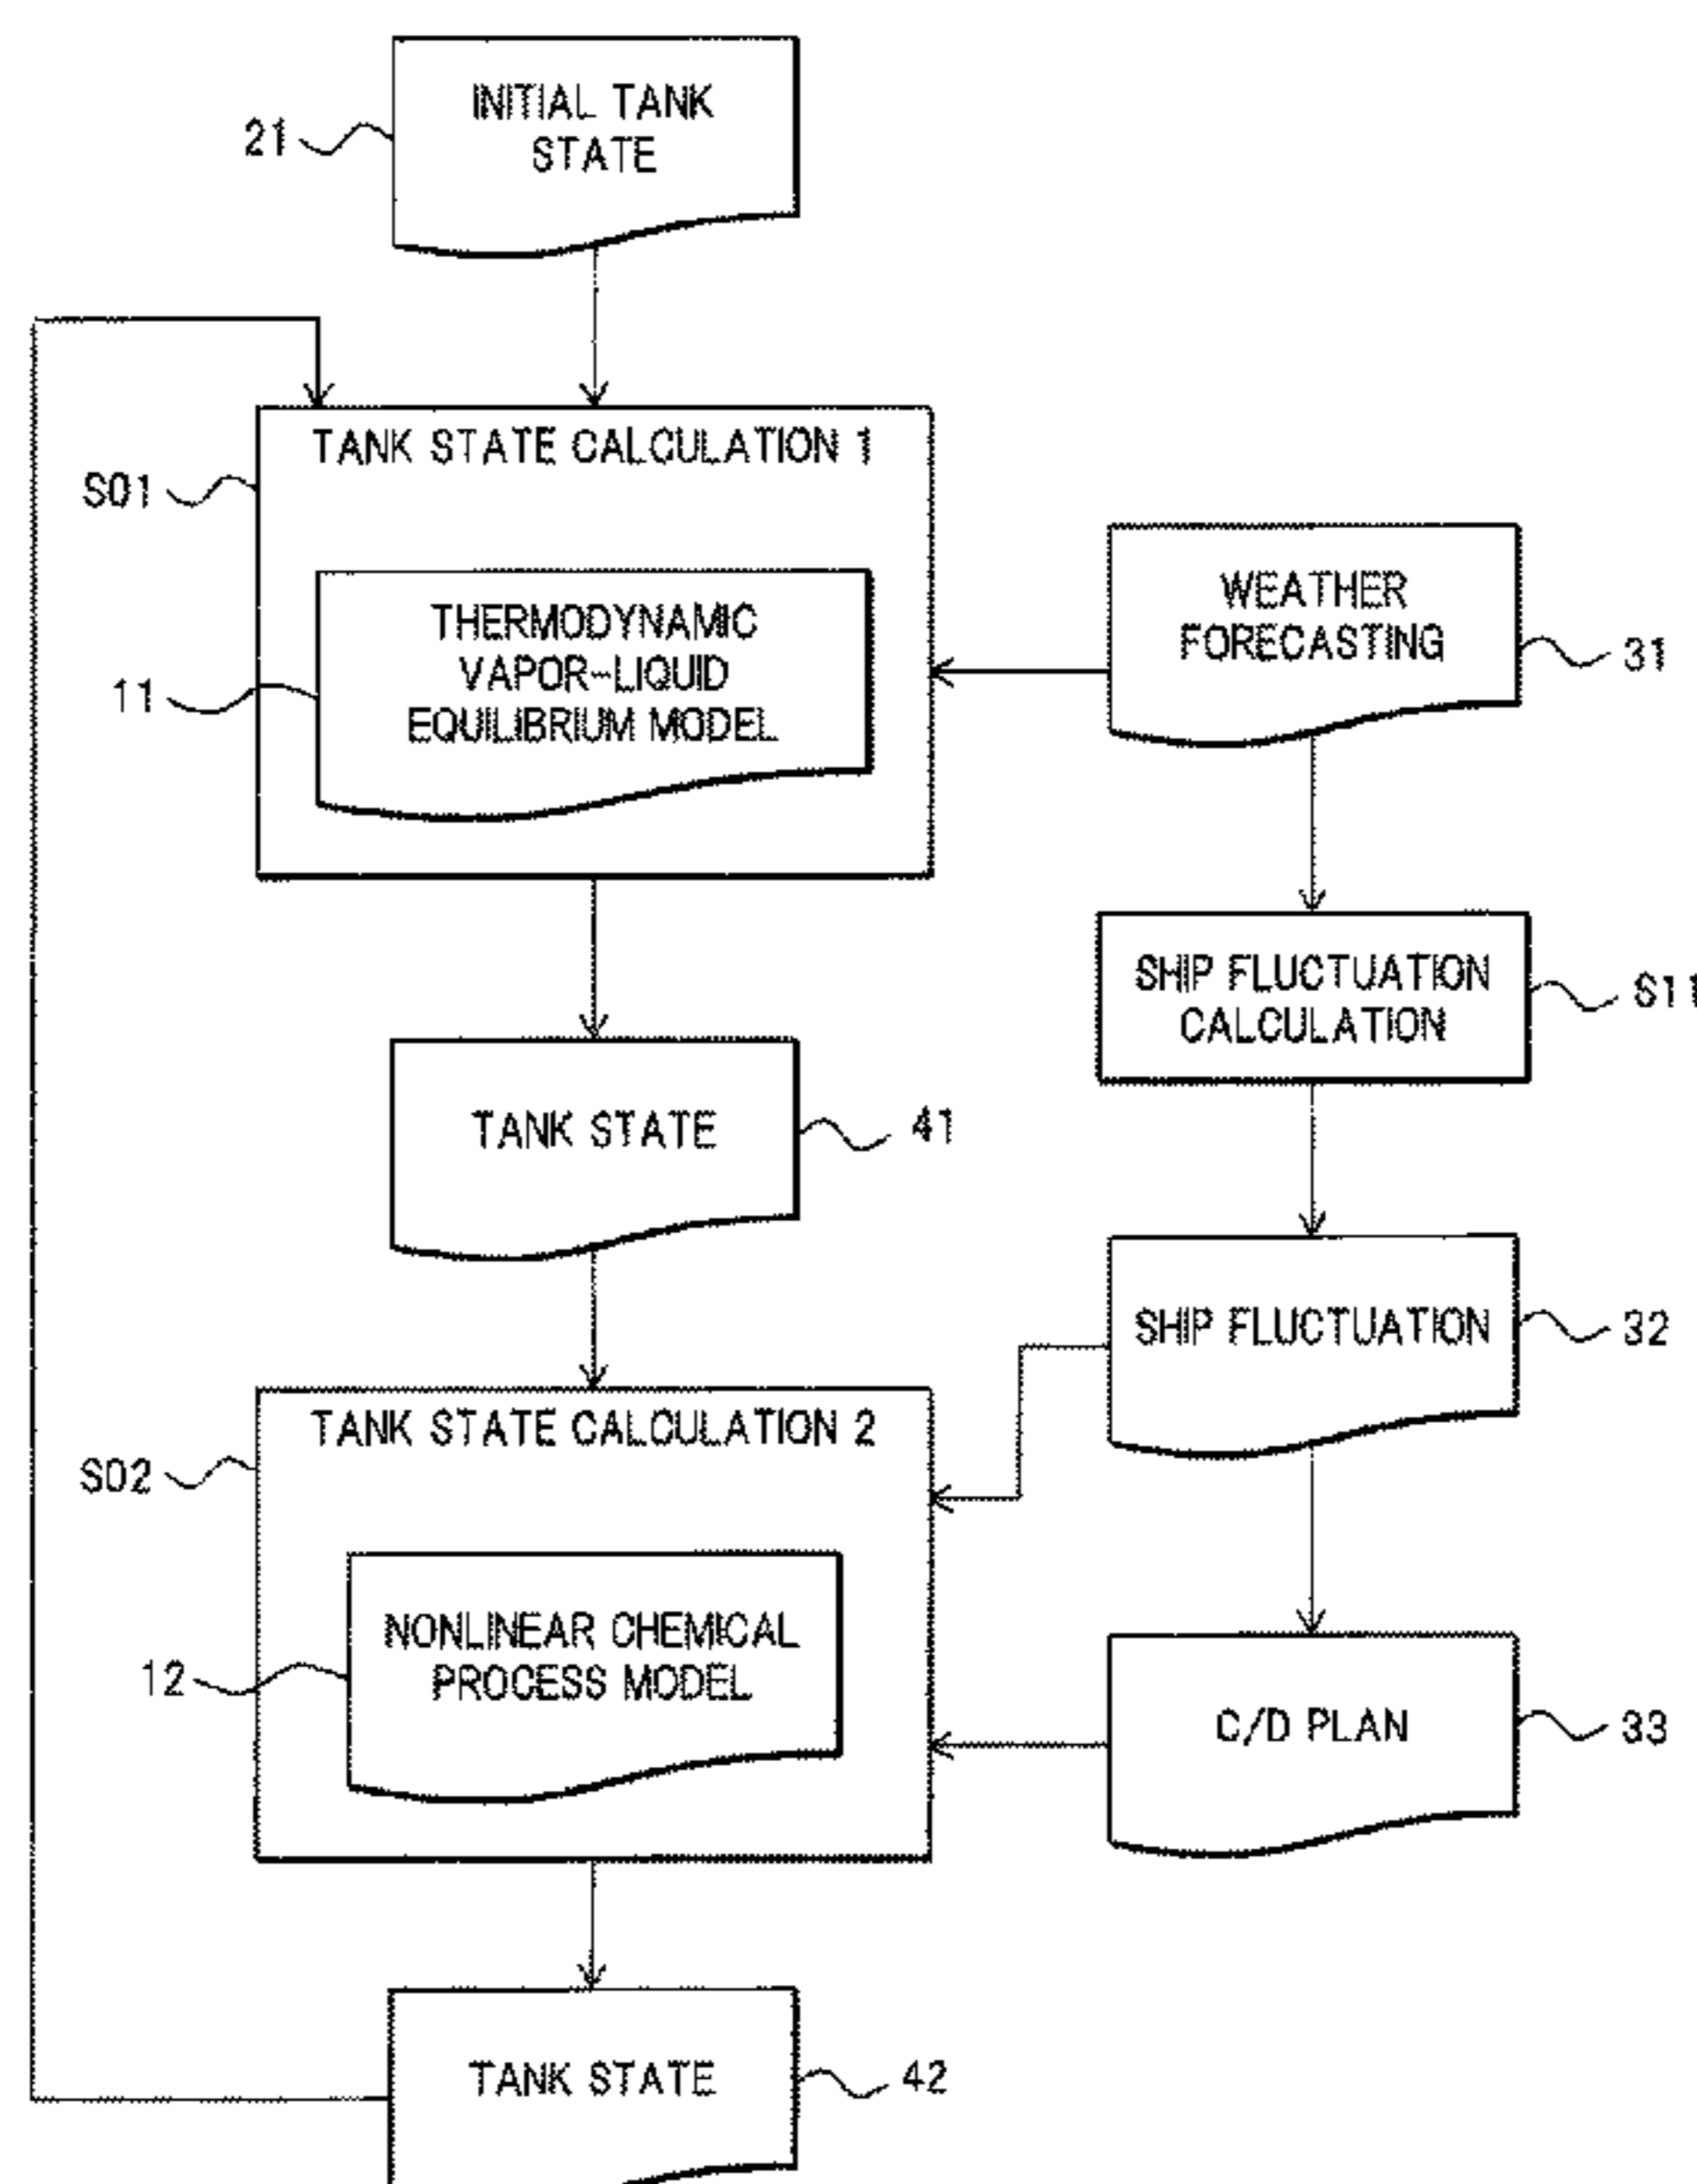 INITIAL TANK
STATE
21
TANK STATE CALCULATION 1
S01
THERMODYNAMIC
VAPOR-LIQUID
EQUILIBRIUM MODEL
11
WEATHER
FORECASTING
31
SHIP FLUCTUATION
CALCULATION
S11
TANK STATE
41
SHIP FLUCTUATION
32
TANK STATE CALCULATION 2
S02
NONLINEAR CHEMICAL
PROCESS MODEL
12
C/D PLAN
33
TANK STATE
42